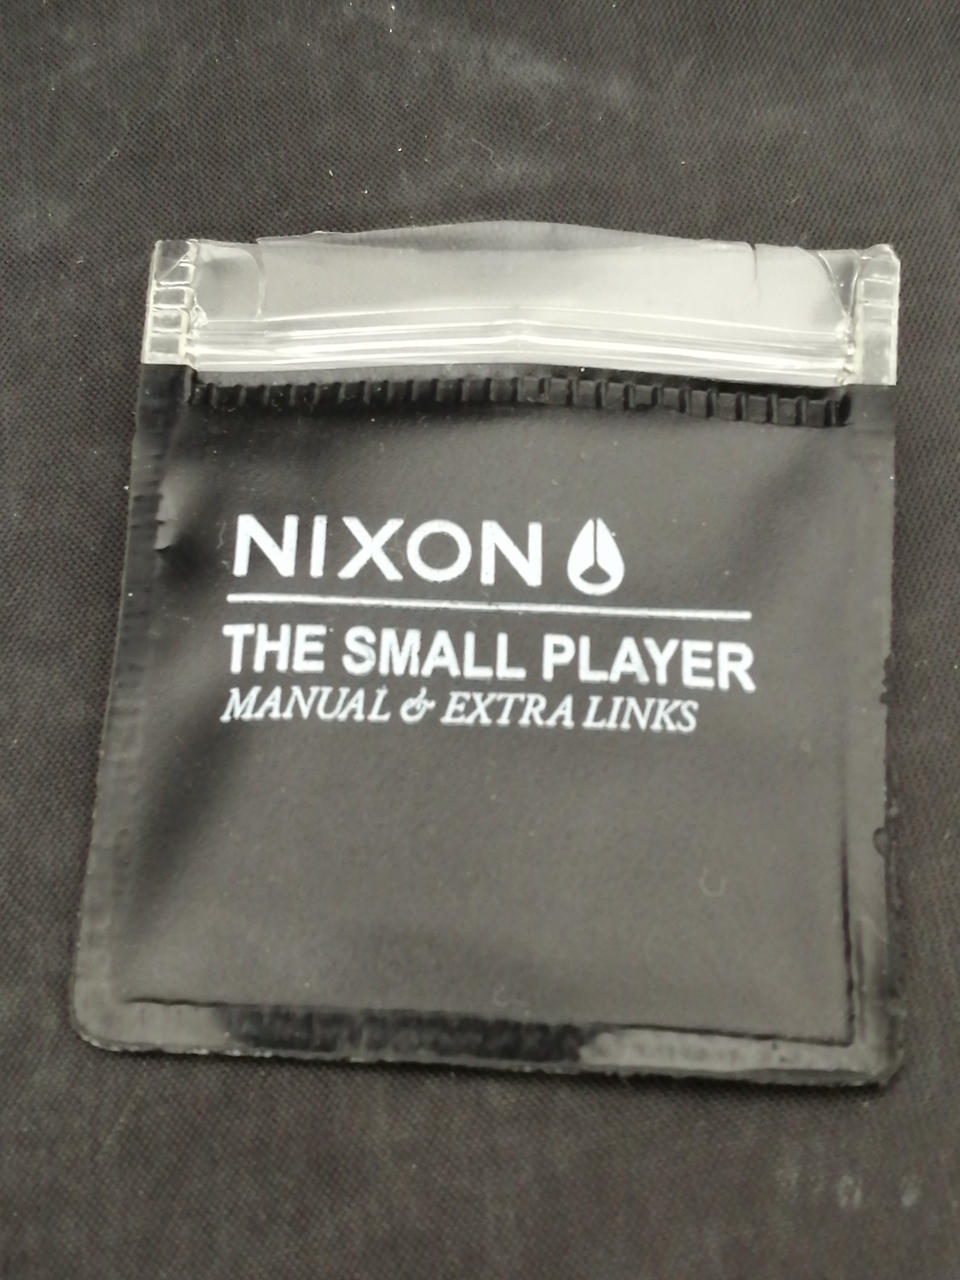 NIXON
THE SMALL PLAYER
MANUAL & EXTRA LINKS